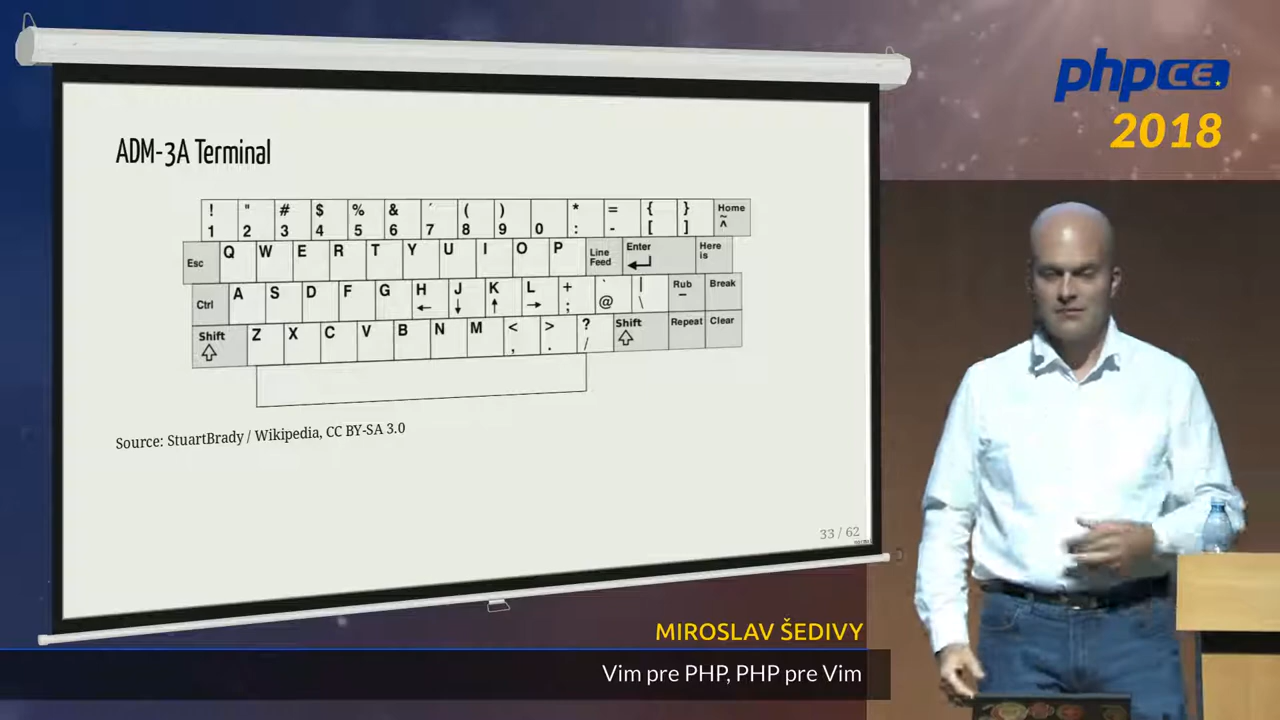 phpCE.
2018
ADM-3A Terminal
! " # $ % & ´ ( ) * = { } Home
1 2 3 4 5 6 7 8 9 0 : - [ ] ~ ^
Esc Q W E R T Y U I O P Line Feed Enter Here is
Ctrl A S D F G H ← J ↓ K ↑ L → + ; ` @ | \ Rub — Break
Shift Z X C V B N M < , > . ? / Shift Repeat Clear
Source: StuartBrady / Wikipedia, CC BY-SA 3.0
33 / 62
MIROSLAV ŠEDIVY
Vim pre PHP, PHP pre Vim